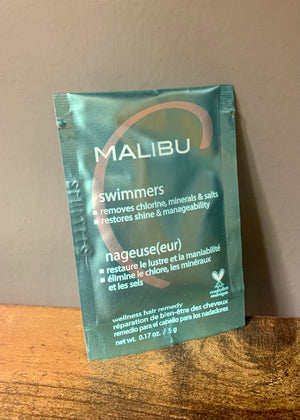 MALIBU
swimmers
■ removes chlorine, minerals & salts
■ restores shine & manageability
nageuse(eur)
■ restaure le lustre et la maniabilité
■ élimine le chlore, les minéraux
et les sels
wellness hair remedy
réparation de bien-être des cheveux
remedio para el cabello para los nadadores
net wt. 0.17 oz. / 5 g